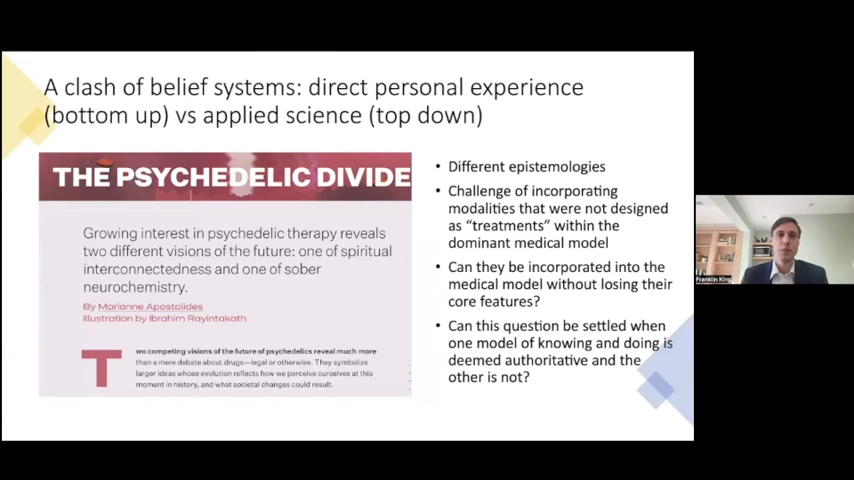 A clash of belief systems: direct personal experience
(bottom up) vs applied science (top down)
THE PSYCHEDELIC DIVIDE
Growing interest in psychedelic therapy reveals
two different visions of the future: one of spiritual
interconnectedness and one of sober
neurochemistry.
By Marianne Apostolides
Illustration by Ibrahim Rayintakath
Two competing visions of the future of psychedelics reveal much more
than a mere debate about drugs—legal or otherwise. They symbolize
larger ideas whose evolution reflects how we perceive ourselves at this
moment in history, and what societal changes could result.
• Different epistemologies
• Challenge of incorporating
modalities that were not designed
as “treatments” within the
dominant medical model
• Can they be incorporated into the
medical model without losing their
core features?
• Can this question be settled when
one model of knowing and doing is
deemed authoritative and the
other is not?
Franklin King